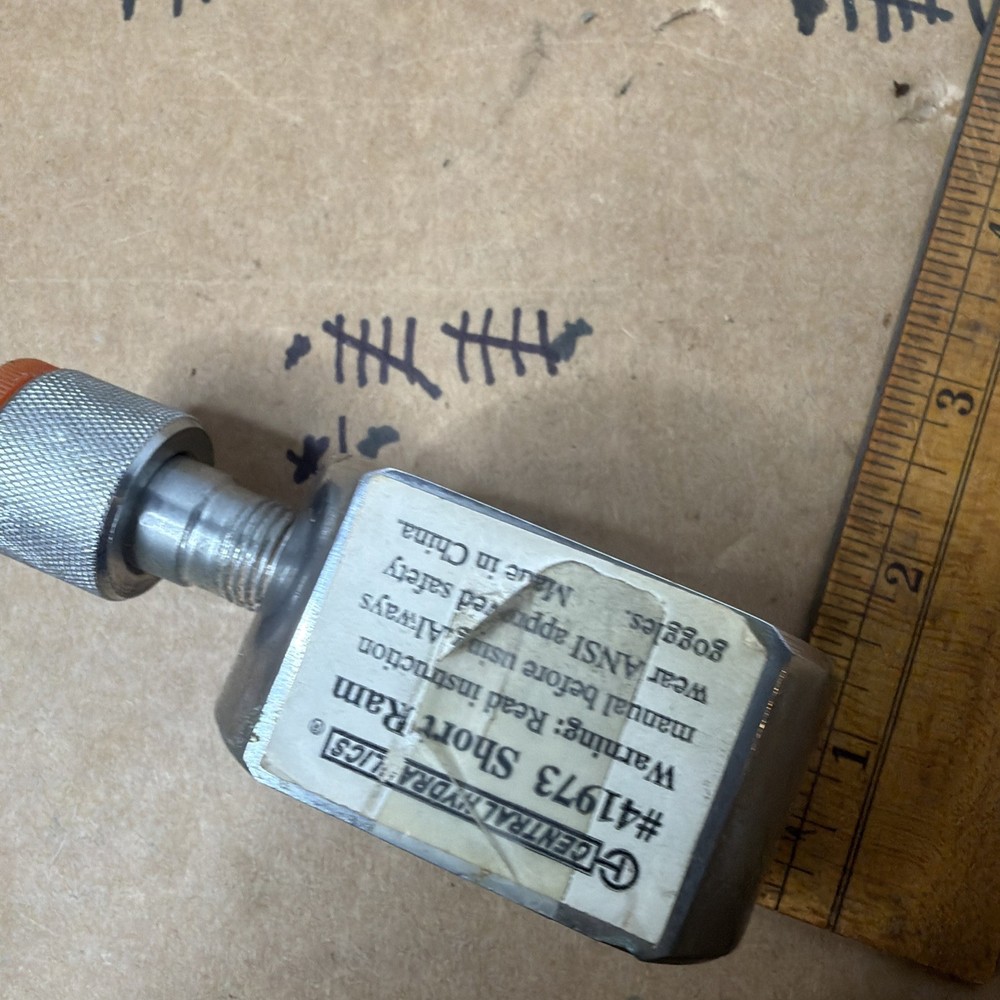 CENTRAL HYDRAULICS®
#41973 Short Ram
Warning: Read instruction
manual before using. Always
wear ANSI approved safety
goggles. Made in China.
1
2
3
4